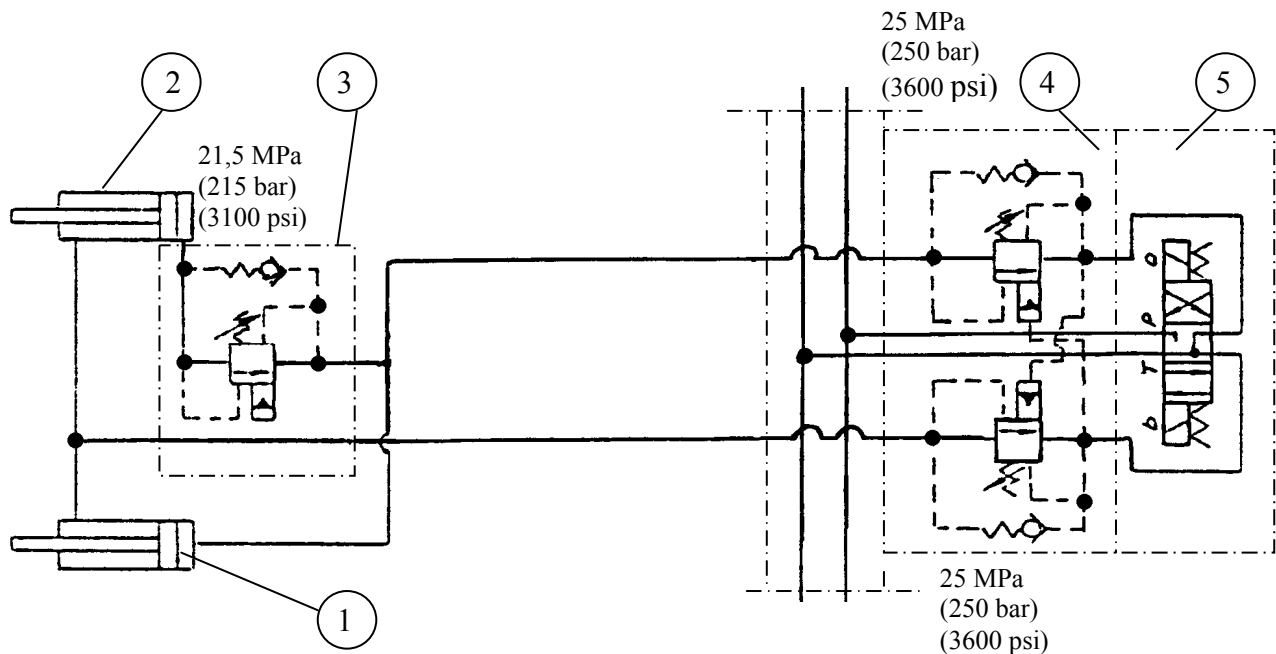 25 MPa
(250 bar)
(3600 psi)
2
3
4
5
21,5 MPa
(215 bar)
(3100 psi)
a
P
T
b
25 MPa
(250 bar)
(3600 psi)
1